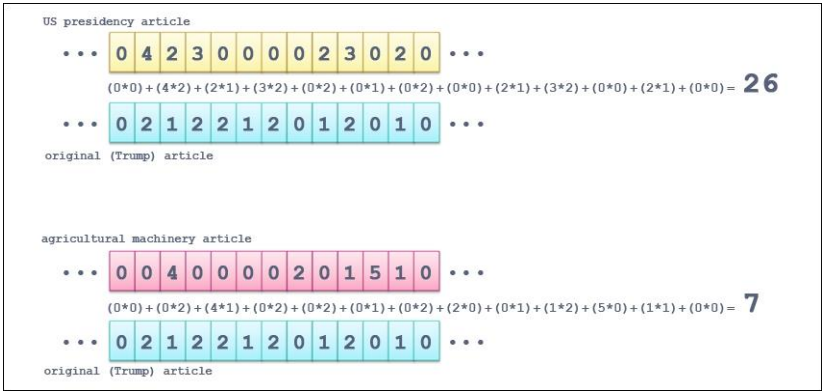 US presidency article
••• 0 4 2 3 0 0 0 0 2 3 0 2 0 •••
(0*0)+(4*2)+(2*1)+(3*2)+(0*2)+(0*1)+(0*2)+(0*0)+(2*1)+(3*2)+(0*0)+(2*1)+(0*0)= 26
••• 0 2 1 2 2 1 2 0 1 2 0 1 0 •••
original (Trump) article
agricultural machinery article
••• 0 0 4 0 0 0 0 2 0 1 5 1 0 •••
(0*0)+(0*2)+(4*1)+(0*2)+(0*2)+(0*1)+(0*2)+(2*0)+(0*1)+(1*2)+(5*0)+(1*1)+(0*0)= 7
••• 0 2 1 2 2 1 2 0 1 2 0 1 0 •••
original (Trump) article